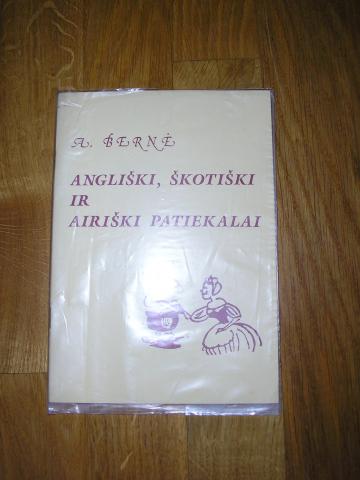 A. BERNĖ
ANGLIŠKI, ŠKOTIŠKI
IR
AIRIŠKI PATIEKALAI